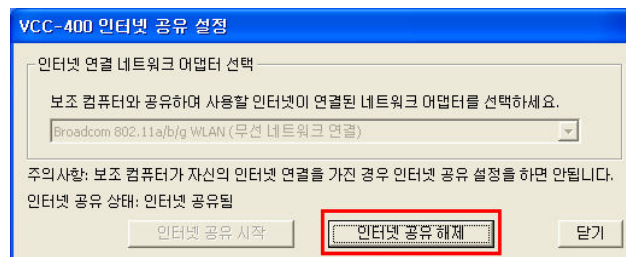 VCC-400 인터넷 공유 설정
인터넷 연결 네트워크 어댑터 선택
보조 컴퓨터와 공유하며 사용할 인터넷이 연결된 네트워크 어댑터를 선택하세요.
Broadcom 802.11a/b/g WLAN (무선 네트워크 연결)
주의사항: 보조 컴퓨터가 자신의 인터넷 연결을 가진 경우 인터넷 공유 설정을 하면 안됩니다.
인터넷 공유 상태: 인터넷 공유됨
인터넷 공유 시작 인터넷 공유 해제 닫기